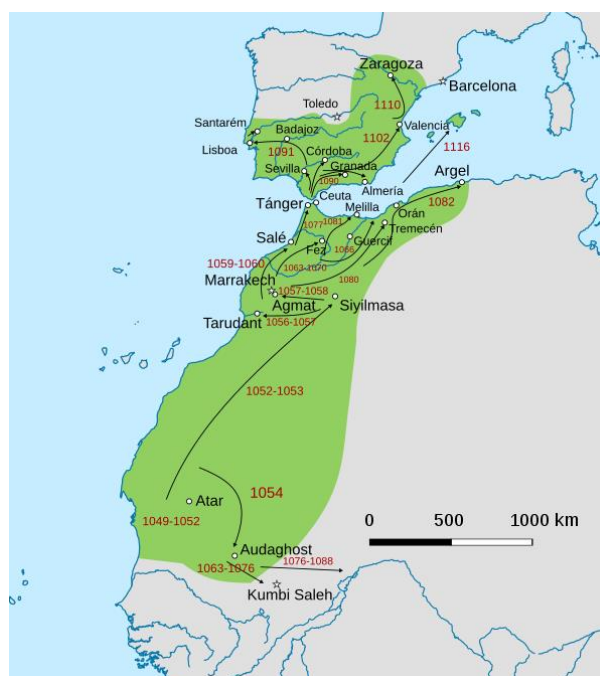 Zaragoza
Barcelona
Toledo
1110
Santarém
Badajoz
Valencia
1102
1116
Lisboa
1091
Córdoba
Granada
Sevilla
1090
Almería
Argel
Ceuta
Tánger
Melilla
Orán
1082
1077
1081
Tremecén
Salé
Fez
Guercil
1066
1059-1060
1063-1070
Marrakech
1080
1057-1058
Agmat
Siyilmasa
Tarudant
1056-1057
1052-1053
1054
Atar
1049-1052
0 500 1000 km
Audaghost
1063-1076
1076-1088
Kumbi Saleh